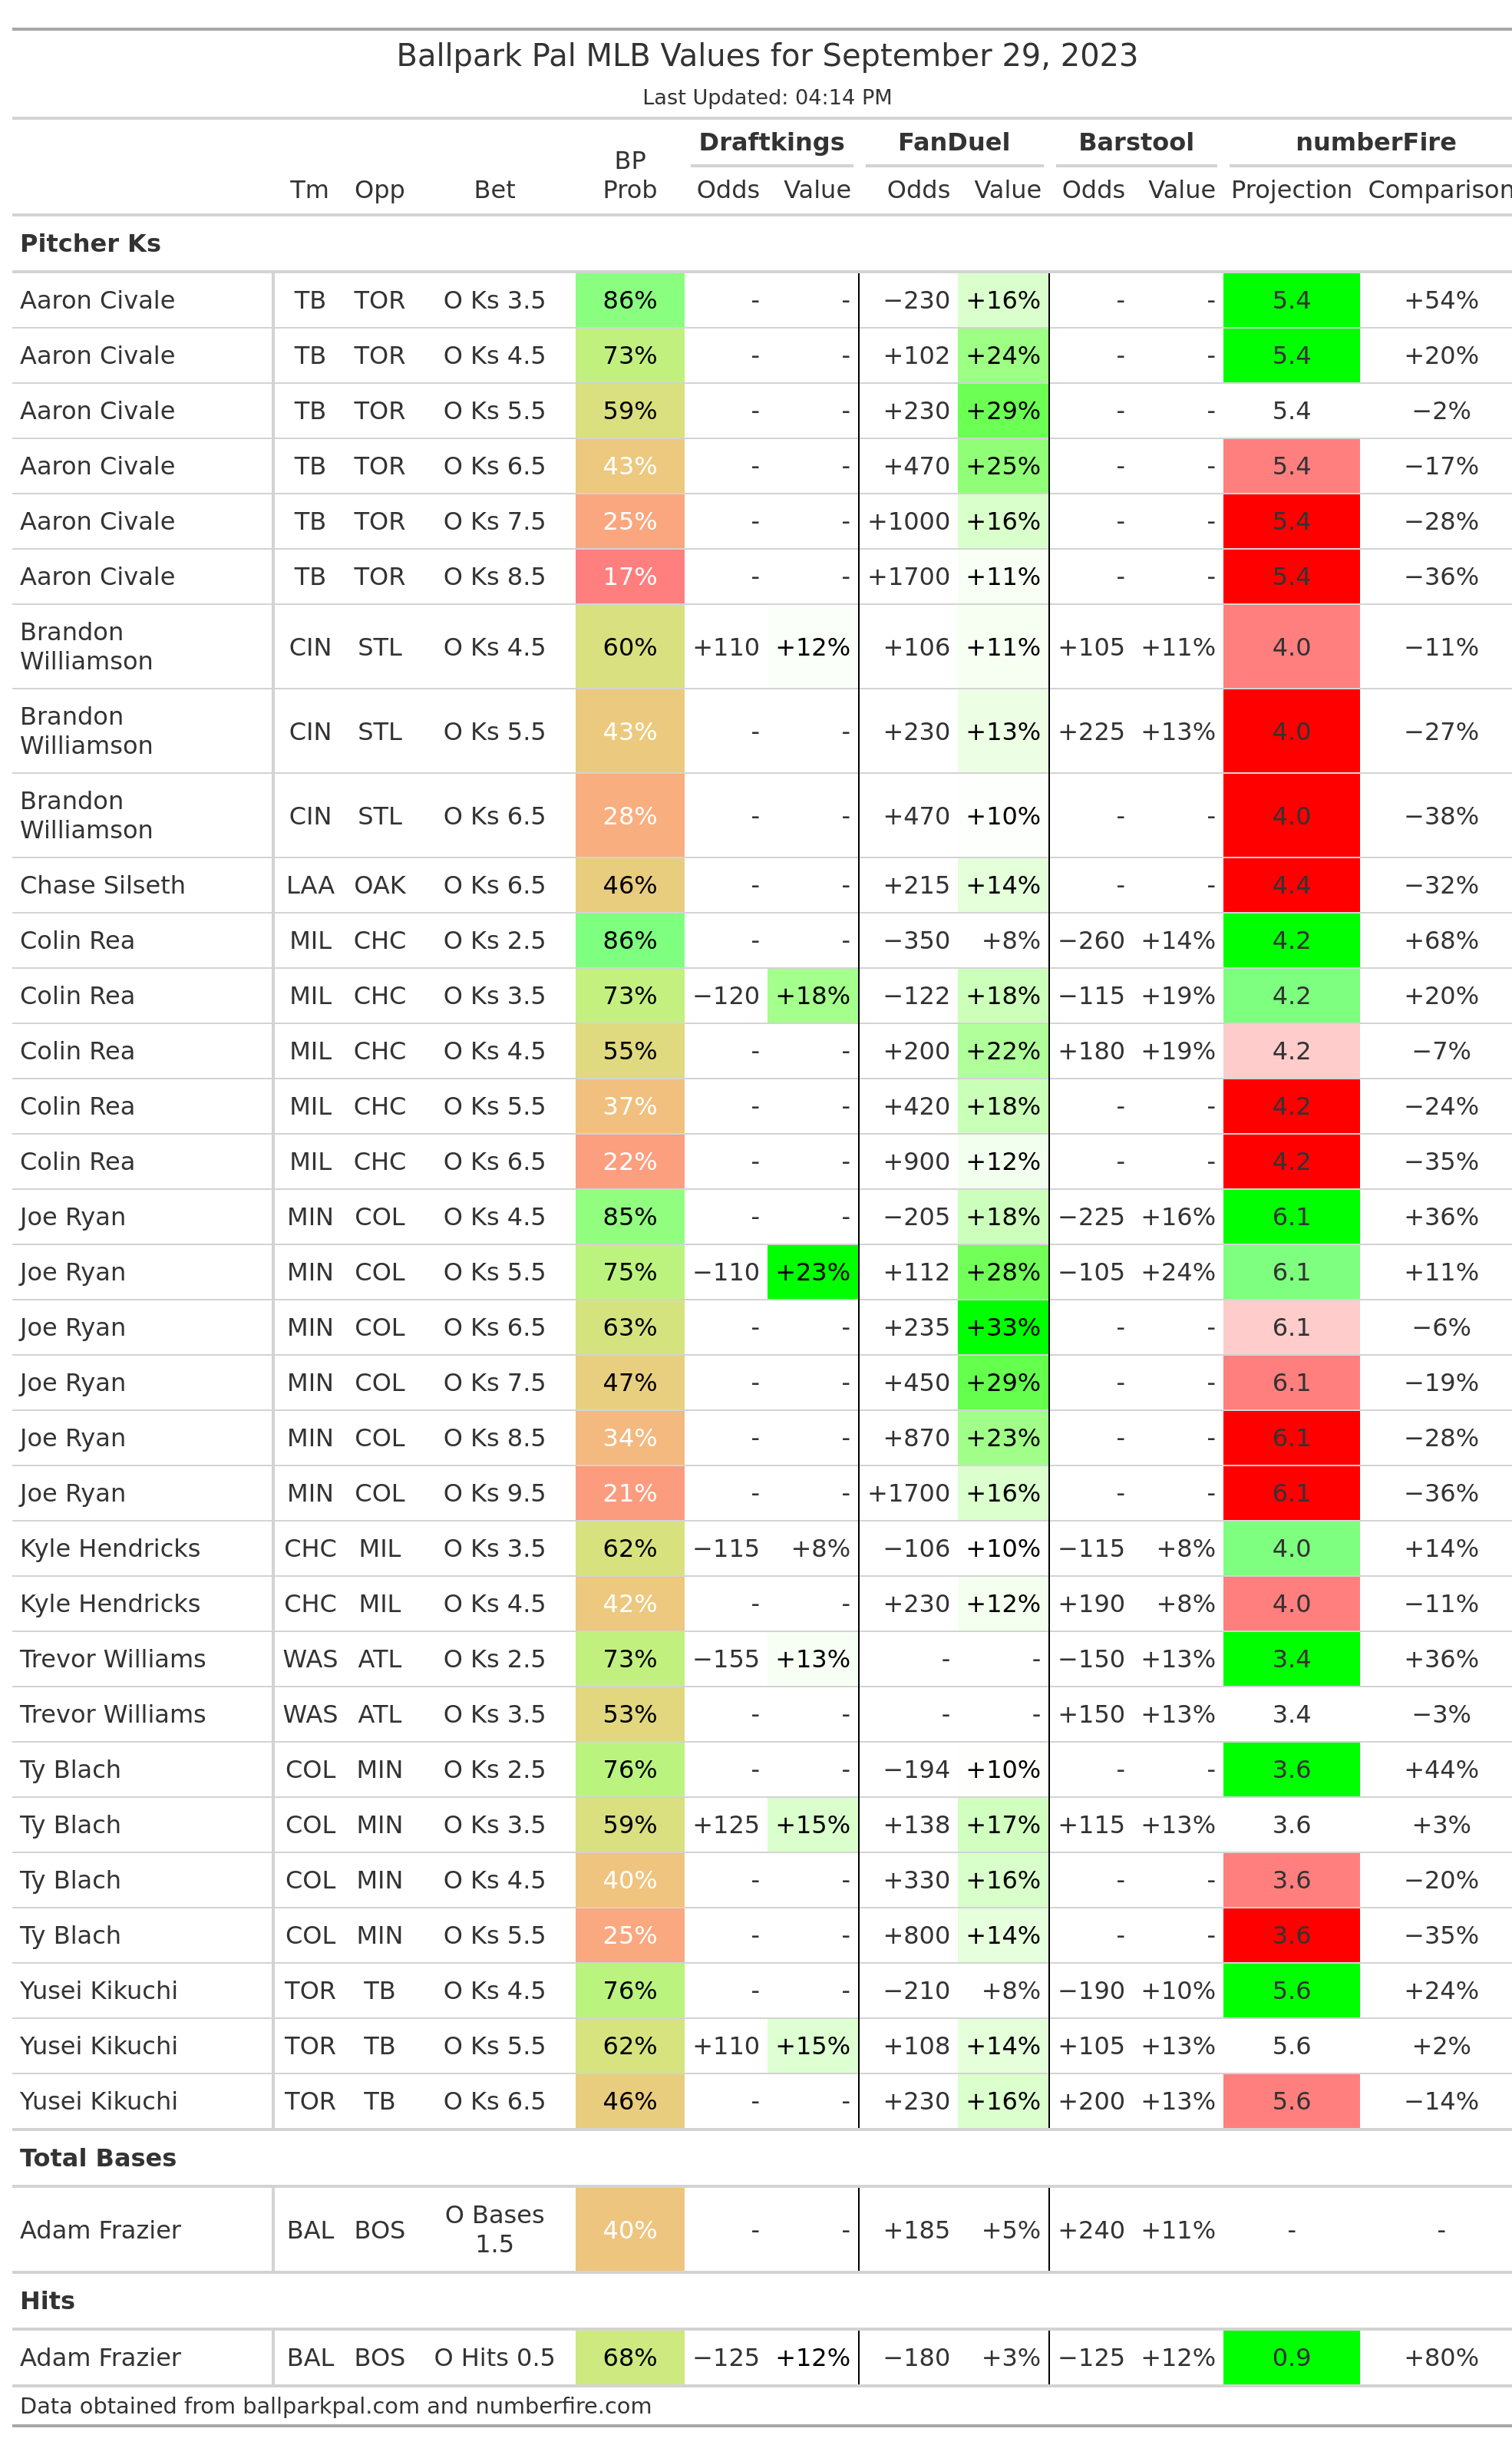 Ballpark Pal MLB Values for September 29, 2023
Last Updated: 04:14 PM
Draftkings FanDuel Barstool numberFire
Tm Opp Bet BP Prob Odds Value Odds Value Odds Value Projection Comparison
Pitcher Ks
Aaron Civale TB TOR O Ks 3.5 86% - - −230 +16% - - 5.4 +54%
Aaron Civale TB TOR O Ks 4.5 73% - - +102 +24% - - 5.4 +20%
Aaron Civale TB TOR O Ks 5.5 59% - - +230 +29% - - 5.4 −2%
Aaron Civale TB TOR O Ks 6.5 43% - - +470 +25% - - 5.4 −17%
Aaron Civale TB TOR O Ks 7.5 25% - - +1000 +16% - - 5.4 −28%
Aaron Civale TB TOR O Ks 8.5 17% - - +1700 +11% - - 5.4 −36%
Brandon Williamson CIN STL O Ks 4.5 60% +110 +12% +106 +11% +105 +11% 4.0 −11%
Brandon Williamson CIN STL O Ks 5.5 43% - - +230 +13% +225 +13% 4.0 −27%
Brandon Williamson CIN STL O Ks 6.5 28% - - +470 +10% - - 4.0 −38%
Chase Silseth LAA OAK O Ks 6.5 46% - - +215 +14% - - 4.4 −32%
Colin Rea MIL CHC O Ks 2.5 86% - - −350 +8% −260 +14% 4.2 +68%
Colin Rea MIL CHC O Ks 3.5 73% −120 +18% −122 +18% −115 +19% 4.2 +20%
Colin Rea MIL CHC O Ks 4.5 55% - - +200 +22% +180 +19% 4.2 −7%
Colin Rea MIL CHC O Ks 5.5 37% - - +420 +18% - - 4.2 −24%
Colin Rea MIL CHC O Ks 6.5 22% - - +900 +12% - - 4.2 −35%
Joe Ryan MIN COL O Ks 4.5 85% - - −205 +18% −225 +16% 6.1 +36%
Joe Ryan MIN COL O Ks 5.5 75% −110 +23% +112 +28% −105 +24% 6.1 +11%
Joe Ryan MIN COL O Ks 6.5 63% - - +235 +33% - - 6.1 −6%
Joe Ryan MIN COL O Ks 7.5 47% - - +450 +29% - - 6.1 −19%
Joe Ryan MIN COL O Ks 8.5 34% - - +870 +23% - - 6.1 −28%
Joe Ryan MIN COL O Ks 9.5 21% - - +1700 +16% - - 6.1 −36%
Kyle Hendricks CHC MIL O Ks 3.5 62% −115 +8% −106 +10% −115 +8% 4.0 +14%
Kyle Hendricks CHC MIL O Ks 4.5 42% - - +230 +12% +190 +8% 4.0 −11%
Trevor Williams WAS ATL O Ks 2.5 73% −155 +13% - - −150 +13% 3.4 +36%
Trevor Williams WAS ATL O Ks 3.5 53% - - - - +150 +13% 3.4 −3%
Ty Blach COL MIN O Ks 2.5 76% - - −194 +10% - - 3.6 +44%
Ty Blach COL MIN O Ks 3.5 59% +125 +15% +138 +17% +115 +13% 3.6 +3%
Ty Blach COL MIN O Ks 4.5 40% - - +330 +16% - - 3.6 −20%
Ty Blach COL MIN O Ks 5.5 25% - - +800 +14% - - 3.6 −35%
Yusei Kikuchi TOR TB O Ks 4.5 76% - - −210 +8% −190 +10% 5.6 +24%
Yusei Kikuchi TOR TB O Ks 5.5 62% +110 +15% +108 +14% +105 +13% 5.6 +2%
Yusei Kikuchi TOR TB O Ks 6.5 46% - - +230 +16% +200 +13% 5.6 −14%
Total Bases
Adam Frazier BAL BOS O Bases 1.5 40% - - +185 +5% +240 +11% - -
Hits
Adam Frazier BAL BOS O Hits 0.5 68% −125 +12% −180 +3% −125 +12% 0.9 +80%
Data obtained from ballparkpal.com and numberfire.com